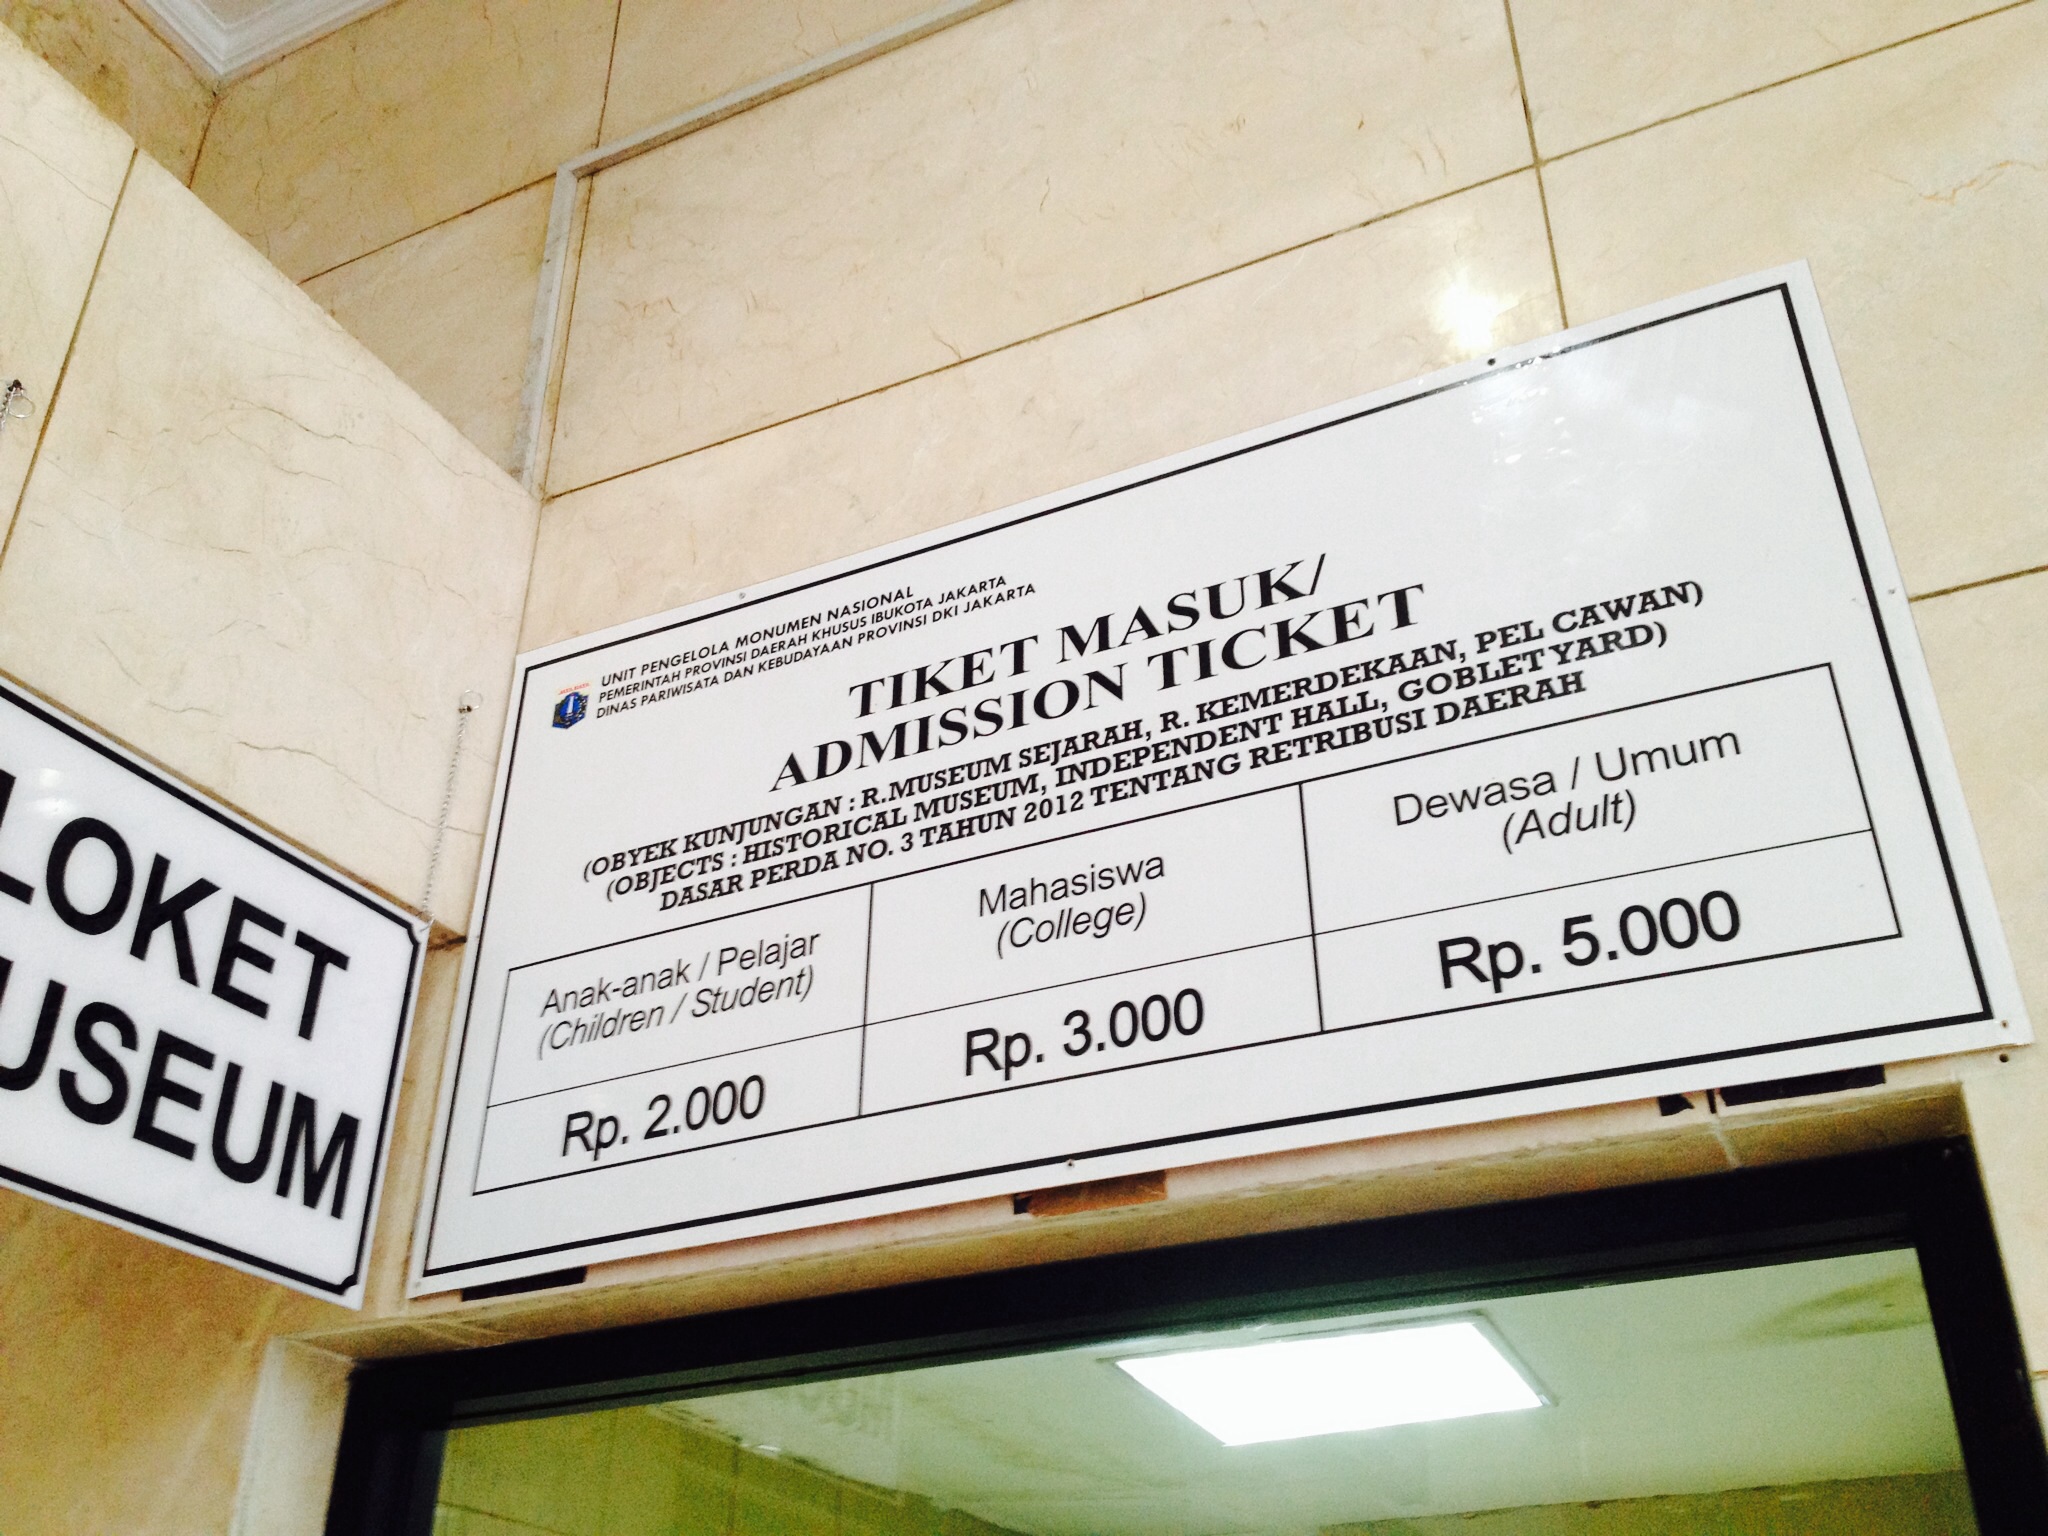 LOKET
USEUM
UNIT PENGELOLA MONUMEN NASIONAL
PEMERINTAH PROVINSI DAERAH KHUSUS IBUKOTA JAKARTA
DINAS PARIWISATA DAN KEBUDAYAAN PROVINSI DKI JAKARTA
TIKET MASUK/
ADMISSION TICKET
(OBYEK KUNJUNGAN : R.MUSEUM SEJARAH, R. KEMERDEKAAN, PEL CAWAN)
(OBJECTS : HISTORICAL MUSEUM, INDEPENDENT HALL, GOBLET YARD)
DASAR PERDA NO. 3 TAHUN 2012 TENTANG RETRIBUSI DAERAH
Anak-anak / Pelajar
(Children / Student)
Mahasiswa
(College)
Dewasa / Umum
(Adult)
Rp. 2.000
Rp. 3.000
Rp. 5.000